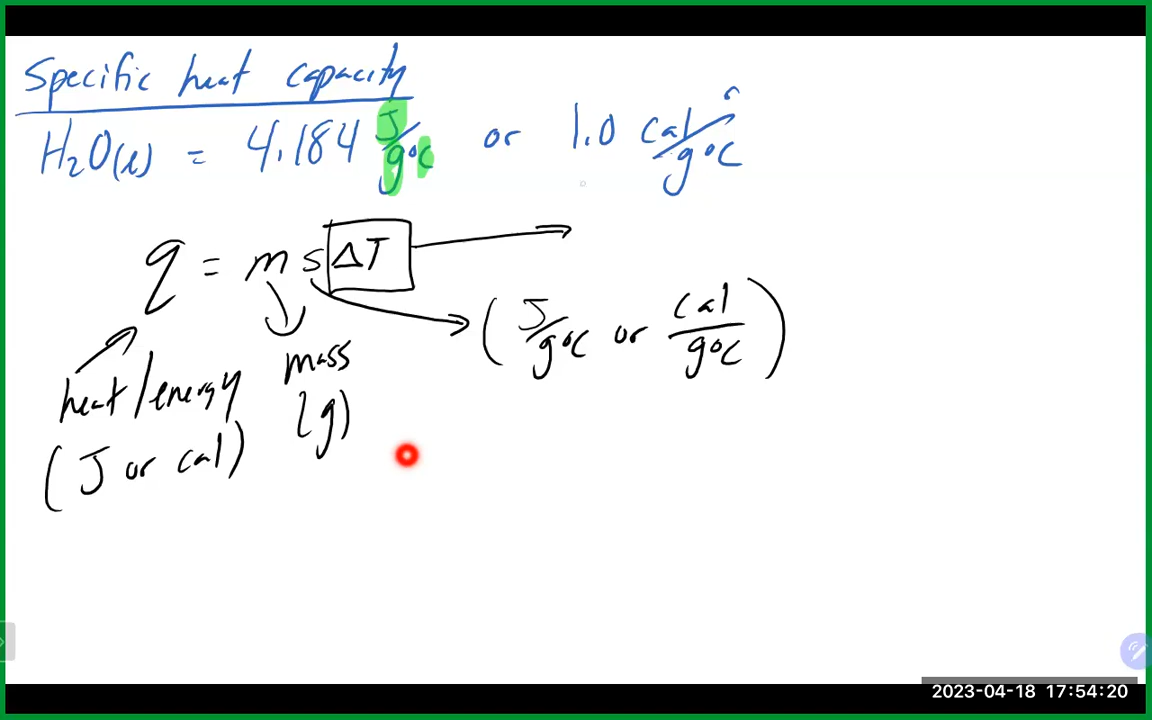 Specific heat capacity
H₂O(l) = 4.184 J/g°C or 1.0 cal/g°C
q = m s ΔT
(J/g°C or cal/g°C)
heat/energy mass
(J or cal) (g)
2023-04-18 17:54:20